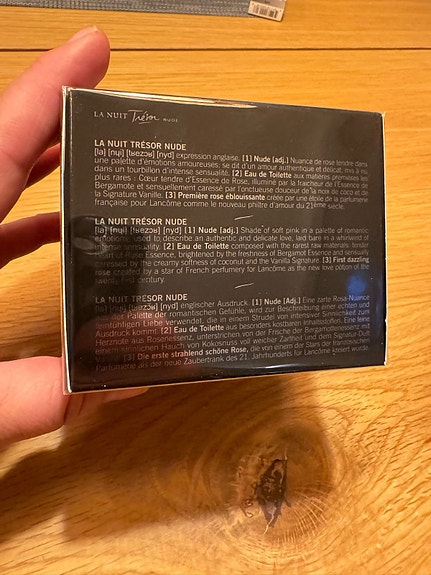 LA NUIT Trésor NUDE
LA NUIT TRÉSOR NUDE
[la] [nɥi] [tʁezɔʁ] [nyd] expression anglaise. [1] Nude [adj.] Nuance de rose tendre dans
une palette d'émotions amoureuses; se dit d'un amour authentique et délicat, mis à nu
dans un tourbillon d'intense sensualité. [2] Eau de Toilette aux matières premières les
plus rares : Cœur tendre d'Essence de Rose, illuminé par la fraîcheur de l'Essence de
Bergamote et sensuellement caressé par l'onctueuse douceur de la noix de coco et de
la Signature Vanille. [3] Première rose éblouissante créée par une étoile de la parfumerie
française pour Lancôme comme le nouveau philtre d'amour du 21ème siècle.
LA NUIT TRÉSOR NUDE
[la] [nɥi] [tʁezɔʁ] [nyd] 1. Nude [adj.] Shade of soft pink in a palette of romantic
emotions, used to describe an authentic and delicate love, laid bare in a whirlwind of
intense sensuality. [2] Eau de Toilette composed with the rarest raw materials: tender
heart of Rose Essence, brightened by the freshness of Bergamot Essence and sensually
caressed by the creamy softness of coconut and the Vanilla Signature. [3] First dazzling
rose created by a star of French perfumery for Lancôme as the new love potion of the
twenty-first century.
LA NUIT TRÉSOR NUDE
[la] [nɥi] [tʁezɔʁ] [nyd] englischer Ausdruck. [1] Nude (Adj.) Eine zarte Rosa-Nuance
der Palette der romantischen Gefühle, wird zur Beschreibung einer echten und
feinfühligen Liebe verwendet, die in einem Strudel von intensiver Sinnlichkeit zum
Ausdruck kommt. [2] Eau de Toilette aus besonders kostbaren Inhaltsstoffen. Eine feine
Herznote aus Rosenessenz, unterstrichen von der Frische der Bergamotteessenz mit
einem sinnlichen Hauch von Kokosnuss voll weicher Zartheit und dem Signatur-Duft
[3] Die erste strahlend schöne Rose, die von einem der Stars der französischen
Parfümerie als der neue Zaubertrank des 21. Jahrhunderts für Lancôme kreiert wurde.